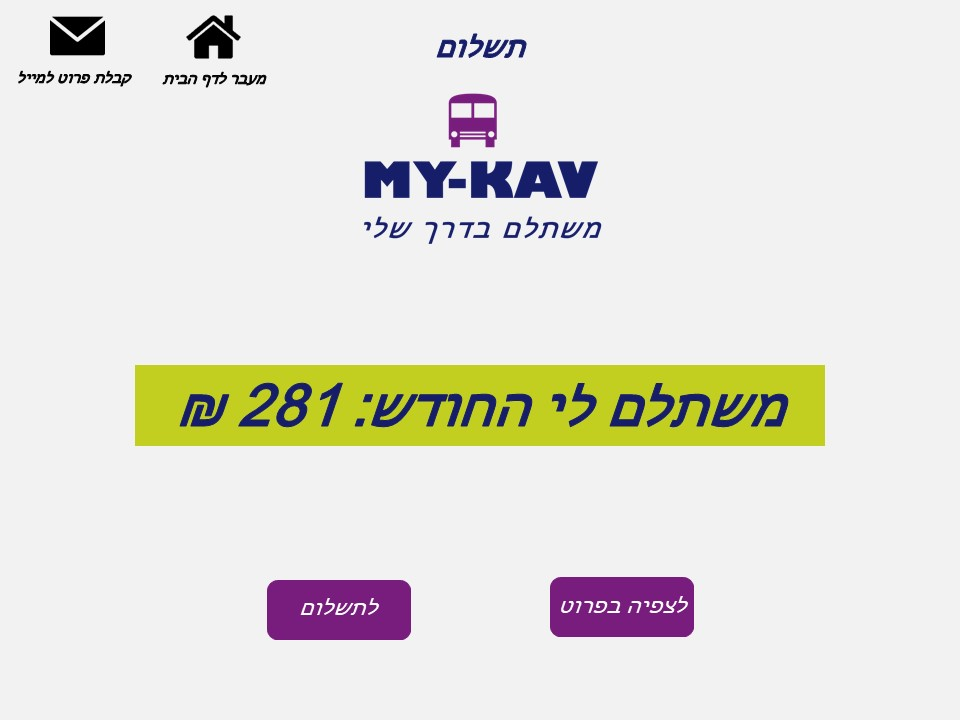 תשלום
מעבר לדף הבית
קבלת פרוט למייל
MY-KAV
משתלם בדרך שלי
משתלם לי החודש: 281 ₪
לצפיה בפרוט
לתשלום